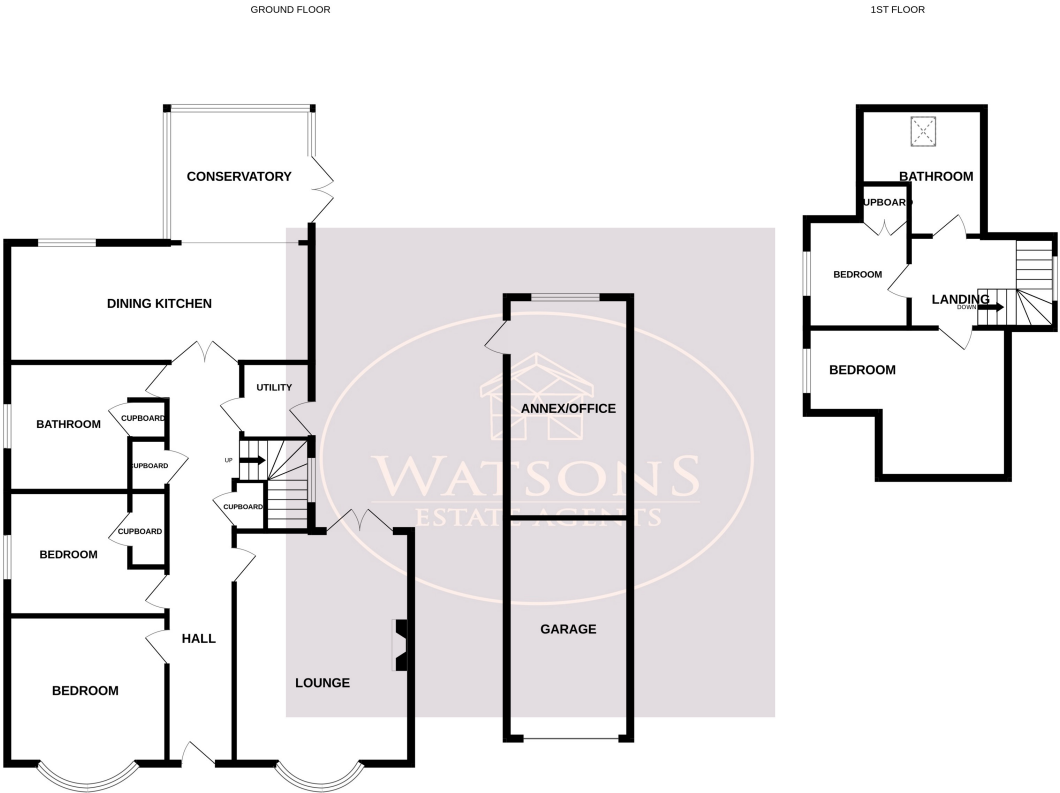 GROUND FLOOR
1ST FLOOR
CONSERVATORY
BATHROOM
UPBOARD
BEDROOM
LANDING
DOWN
BEDROOM
DINING KITCHEN
UTILITY
BATHROOM
CUPBOARD
CUPBOARD
UP
CUPBOARD
CUPBOARD
BEDROOM
HALL
BEDROOM
LOUNGE
ANNEX/OFFICE
WATSONS
ESTATE AGENTS
GARAGE